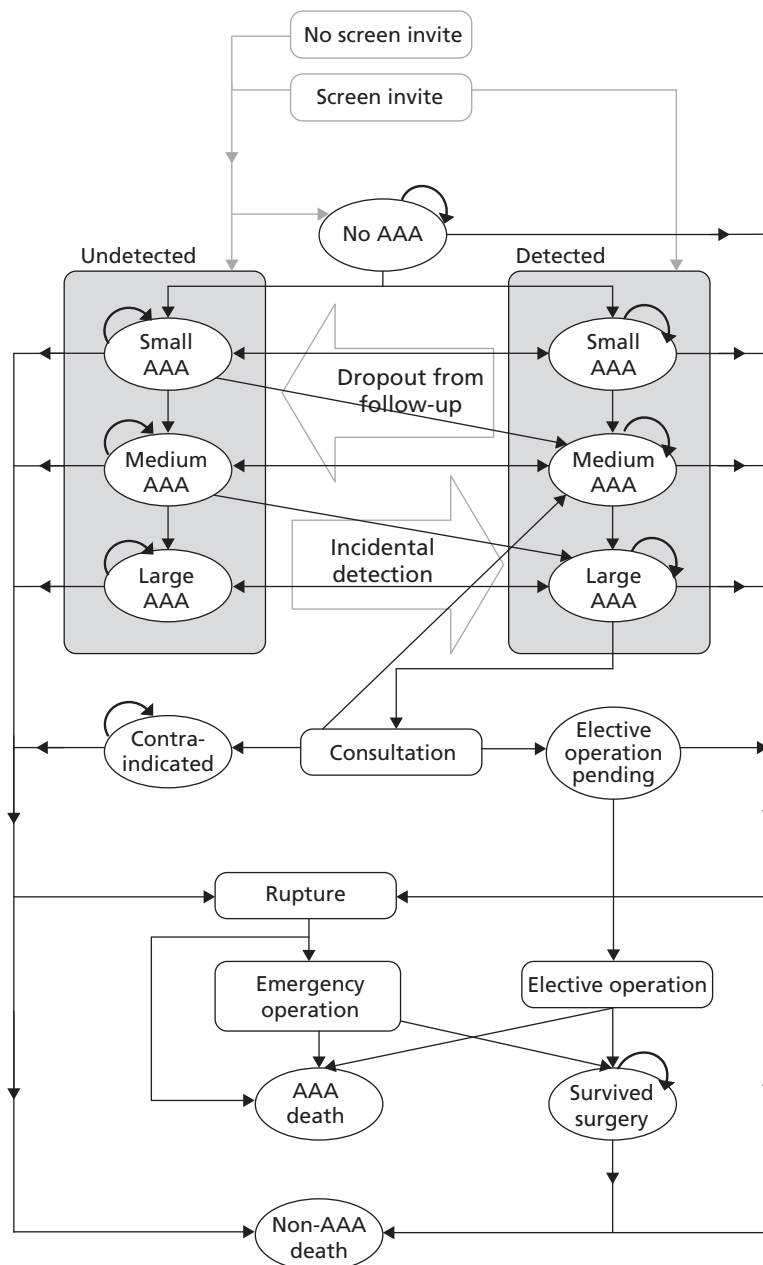 No screen invite
Screen invite
No AAA
Undetected
Detected
Small
AAA
Small
AAA
Dropout from
follow-up
Medium
AAA
Medium
AAA
Incidental
detection
Large
AAA
Large
AAA
Contra-
indicated
Consultation
Elective
operation
pending
Rupture
Emergency
operation
Elective operation
AAA
death
Survived
surgery
Non-AAA
death